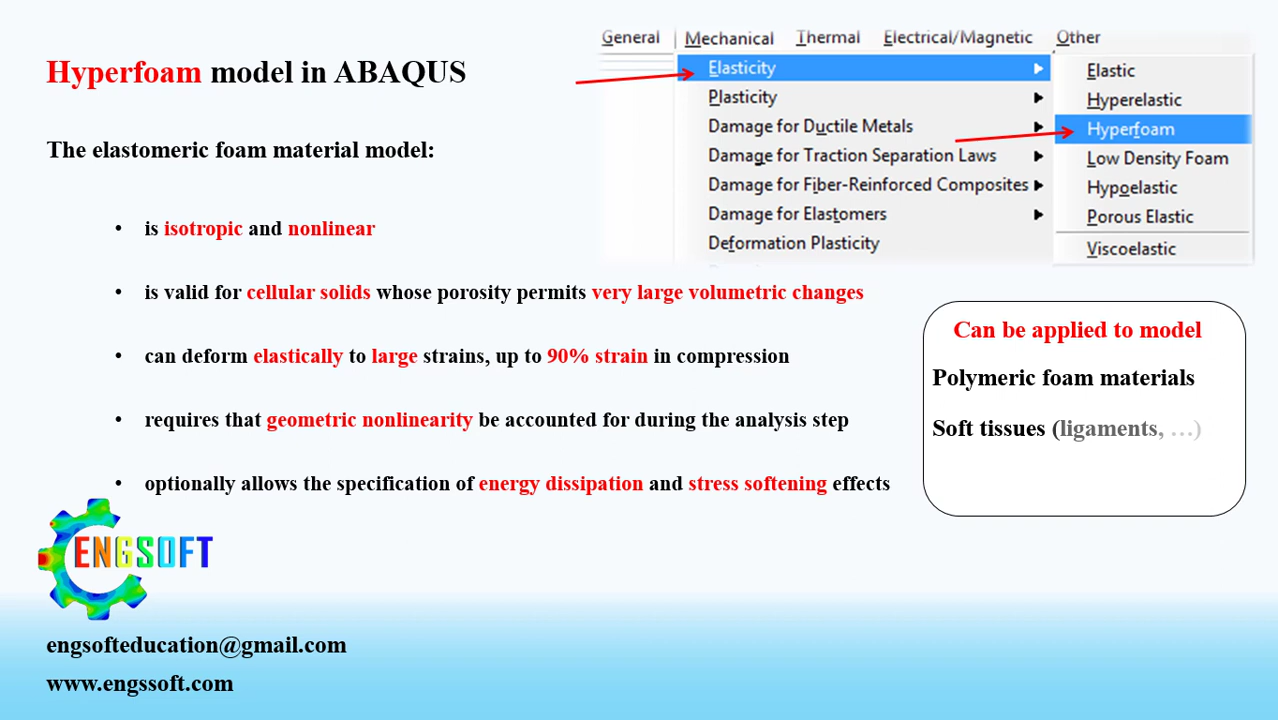 Hyperfoam model in ABAQUS
The elastomeric foam material model:
• is isotropic and nonlinear
• is valid for cellular solids whose porosity permits very large volumetric changes
• can deform elastically to large strains, up to 90% strain in compression
• requires that geometric nonlinearity be accounted for during the analysis step
• optionally allows the specification of energy dissipation and stress softening effects
General Mechanical Thermal Electrical/Magnetic Other
Elasticity
Plasticity
Damage for Ductile Metals
Damage for Traction Separation Laws
Damage for Fiber-Reinforced Composites
Damage for Elastomers
Deformation Plasticity
Elastic
Hyperelastic
Hyperfoam
Low Density Foam
Hypoelastic
Porous Elastic
Viscoelastic
Can be applied to model
Polymeric foam materials
Soft tissues (ligaments, …)
ENGSOFT
engsofteducation@gmail.com
www.engssoft.com